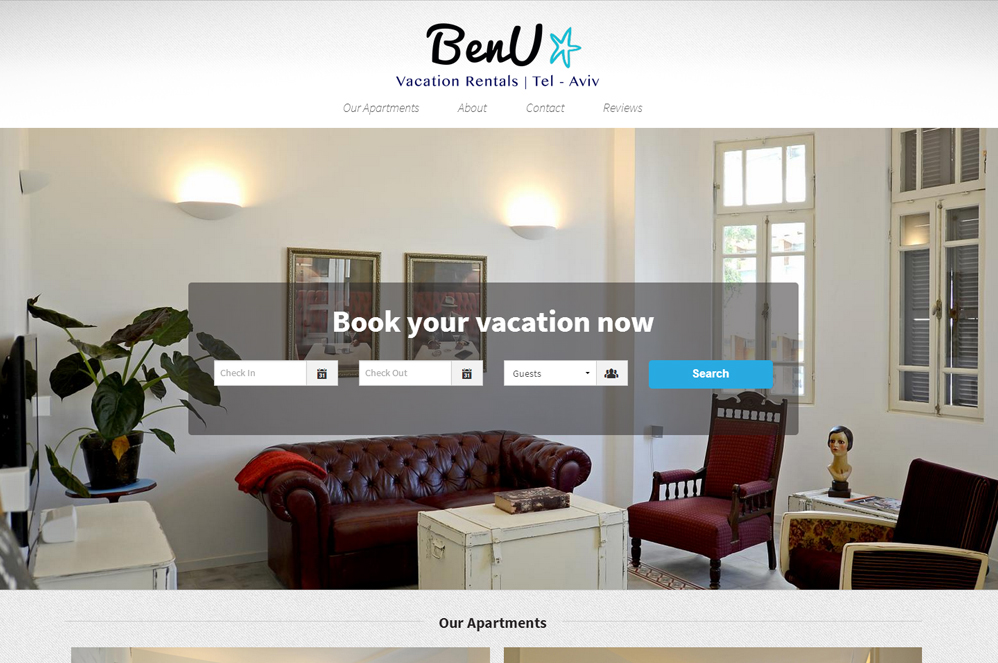 BenU
Vacation Rentals | Tel - Aviv
Our Apartments About Contact Reviews
Book your vacation now
Check In Check Out Guests Search
Our Apartments